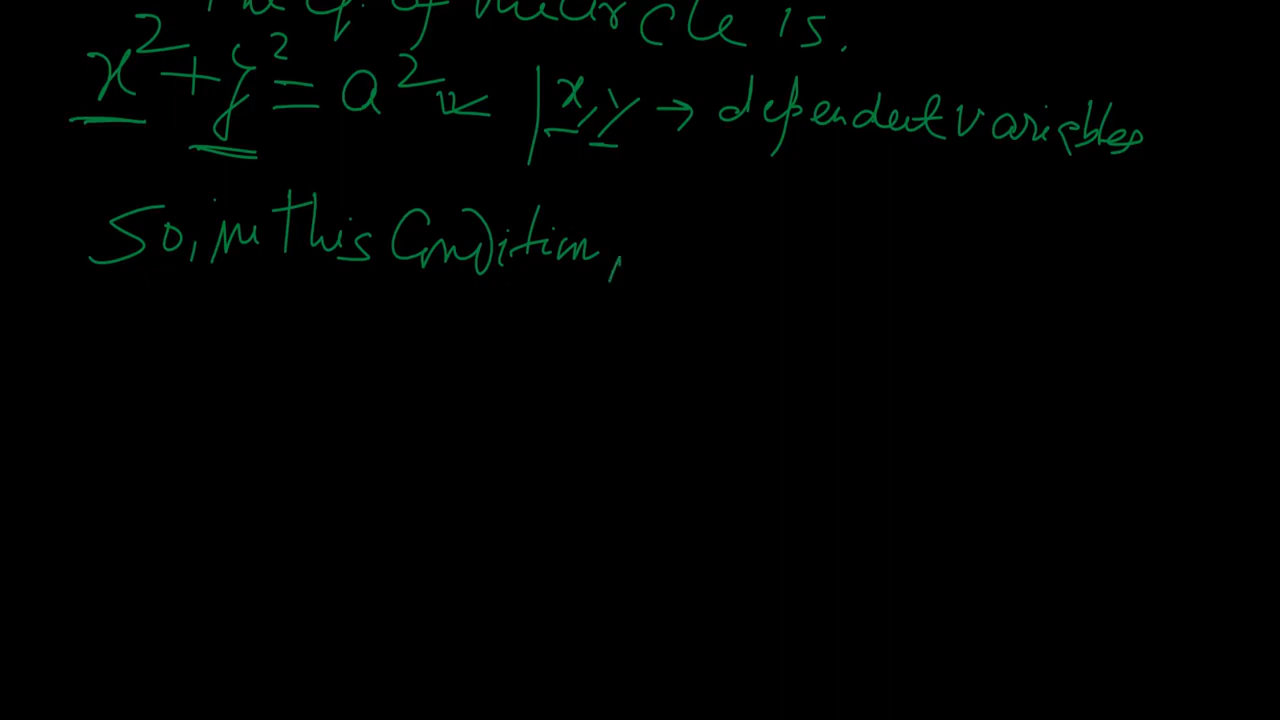 The eq. of the circle is.
x² + y² = a² | x, y → dependent variables
So, in this Condition,